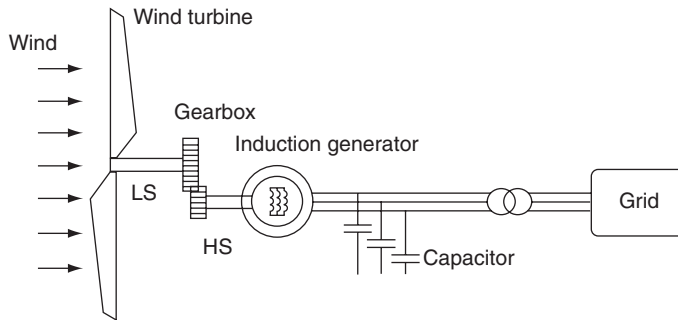 Wind turbine
Wind
Gearbox
Induction generator
LS
HS
Grid
Capacitor